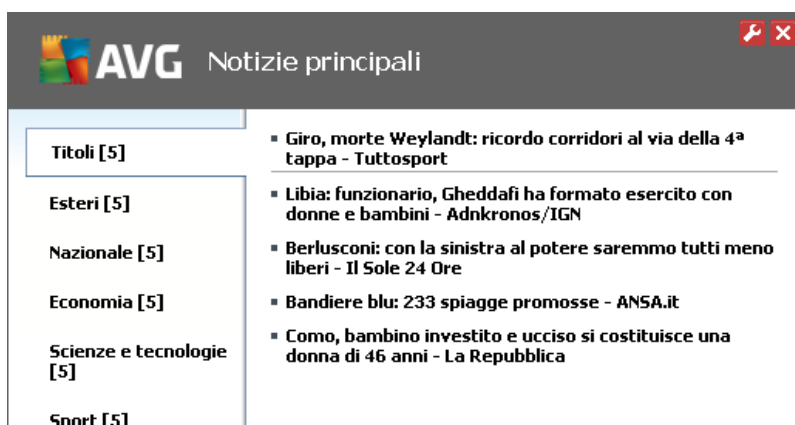 AVG Notizie principali
Titoli [5]
Esteri [5]
Nazionale [5]
Economia [5]
Scienze e tecnologie
[5]
Sport [5]
Giro, morte Weylandt: ricordo corridori al via della 4ª
tappa - Tuttosport
Libia: funzionario, Gheddafi ha formato esercito con
donne e bambini - Adnkronos/IGN
Berlusconi: con la sinistra al potere saremmo tutti meno
liberi - Il Sole 24 Ore
Bandiere blu: 233 spiagge promosse - ANSA.it
Como, bambino investito e ucciso si costituisce una
donna di 46 anni - La Repubblica